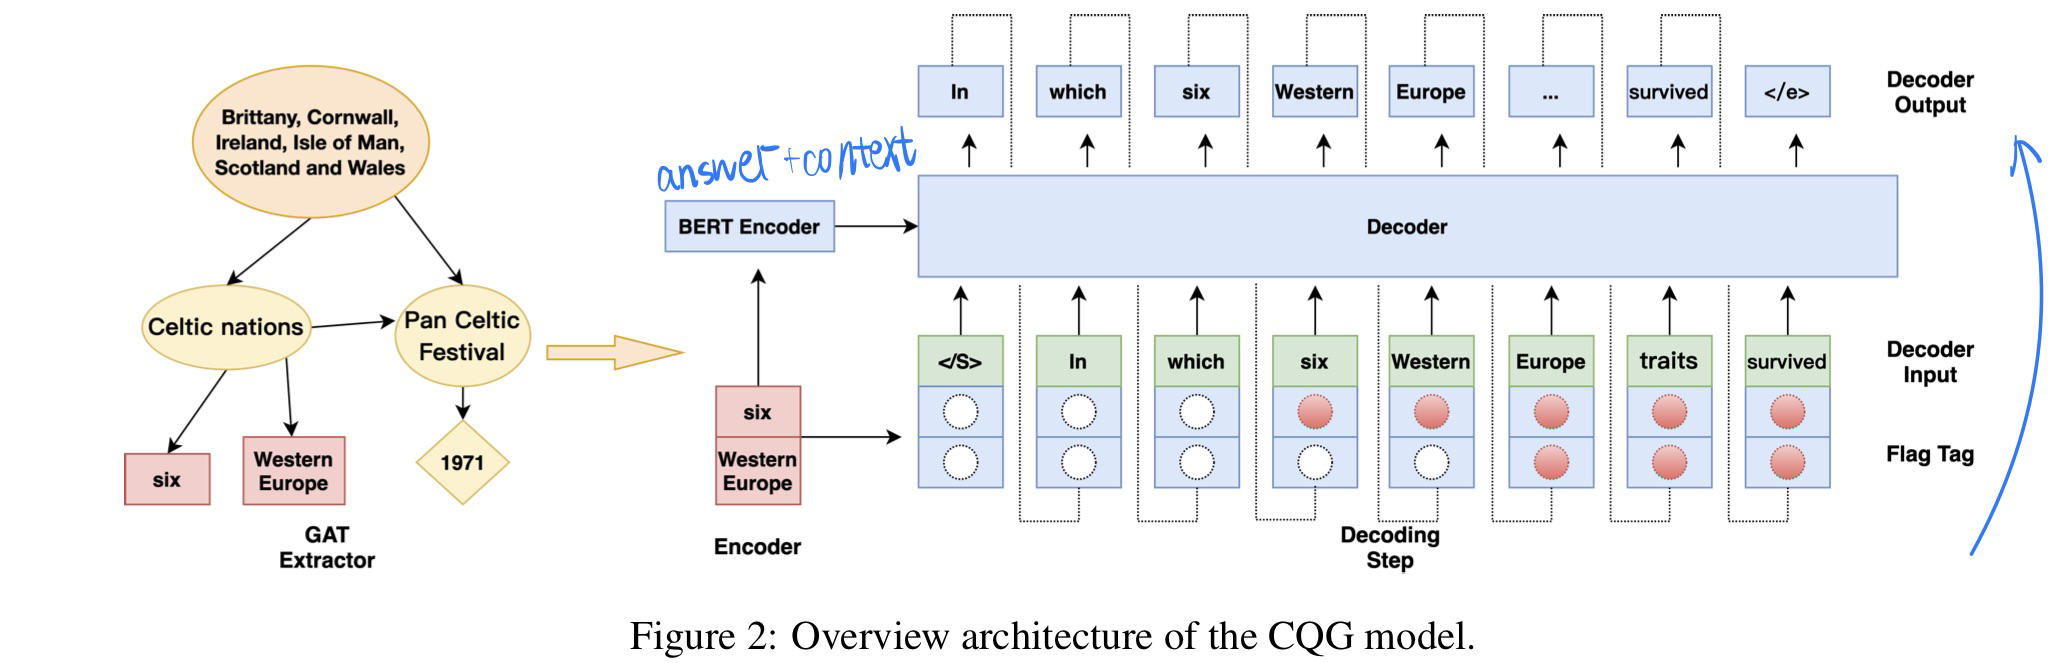 Brittany, Cornwall,
Ireland, Isle of Man,
Scotland and Wales
Celtic nations
Pan Celtic
Festival
six
Western
Europe
1971
GAT
Extractor
answer + context
BERT Encoder
six
Western
Europe
Encoder
In which six Western Europe ... survived </e>
Decoder
Output
Decoder
</S> In which six Western Europe traits survived
Decoder
Input
Flag Tag
Decoding
Step
Figure 2: Overview architecture of the CQG model.